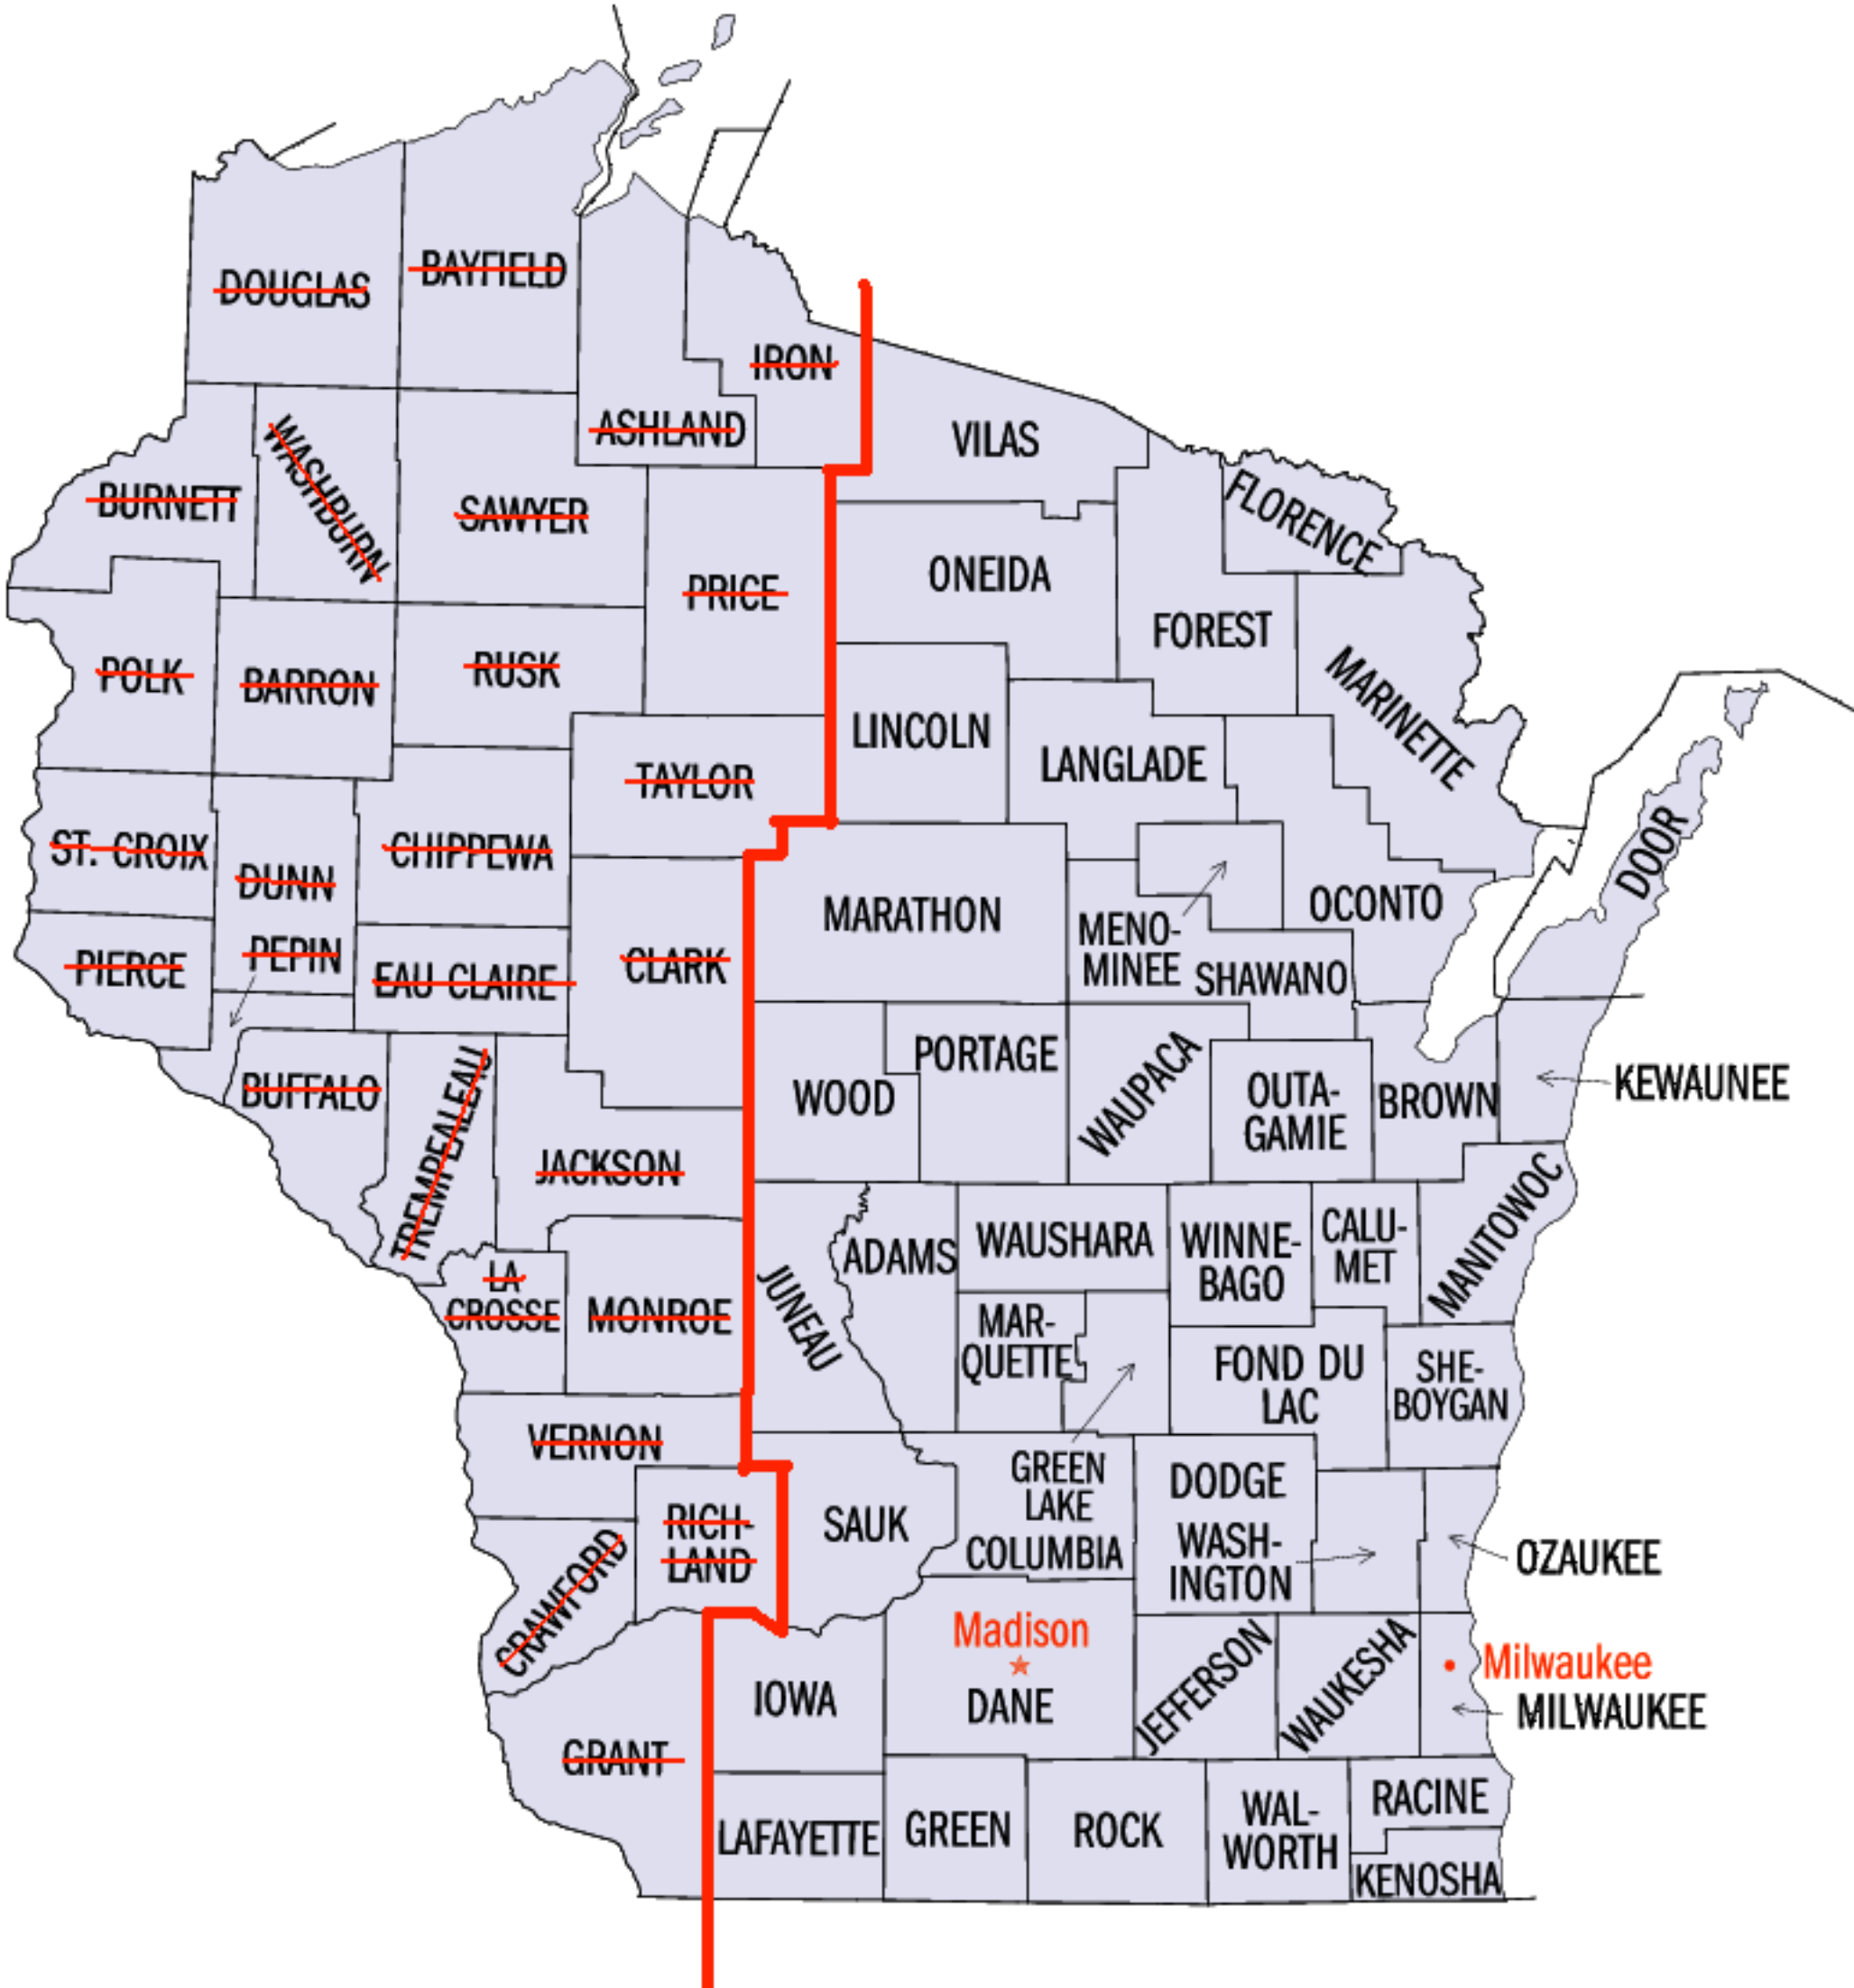 DOUGLAS
BAYFIELD
IRON
ASHLAND
VILAS
BURNETT
WASHBURN
SAWYER
FLORENCE
PRICE
ONEIDA
FOREST
POLK
BARRON
RUSK
MARINETTE
LINCOLN
LANGLADE
TAYLOR
ST. CROIX
DUNN
CHIPPEWA
DOOR
MARATHON
OCONTO
MENO-
MINEE
SHAWANO
PIERCE
PEPIN
EAU CLAIRE
CLARK
PORTAGE
WOOD
WAUPACA
OUTA-
GAMIE
BROWN
KEWAUNEE
BUFFALO
TREMPEALEAU
JACKSON
ADAMS
WAUSHARA
WINNE-
BAGO
CALU-
MET
MANITOWOC
LA
CROSSE
MONROE
JUNEAU
MAR-
QUETTE
FOND DU
LAC
SHE-
BOYGAN
VERNON
GREEN
LAKE
DODGE
RICH-
LAND
SAUK
COLUMBIA
WASH-
INGTON
OZAUKEE
CRAWFORD
Madison
DANE
JEFFERSON
WAUKESHA
Milwaukee
MILWAUKEE
IOWA
GRANT
LAFAYETTE
GREEN
ROCK
WAL-
WORTH
RACINE
KENOSHA